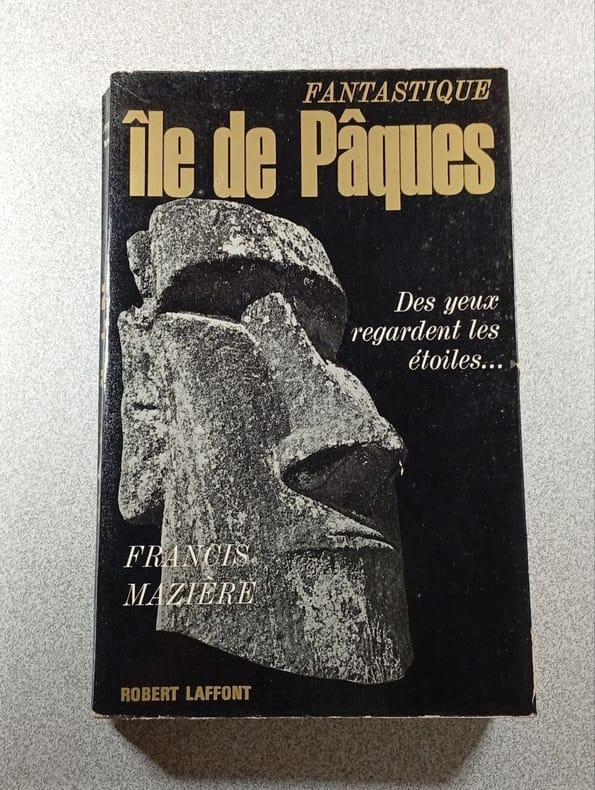 FANTASTIQUE
île de Pâques
Des yeux
regardent les
étoiles...
FRANCIS
MAZIÈRE
ROBERT LAFFONT